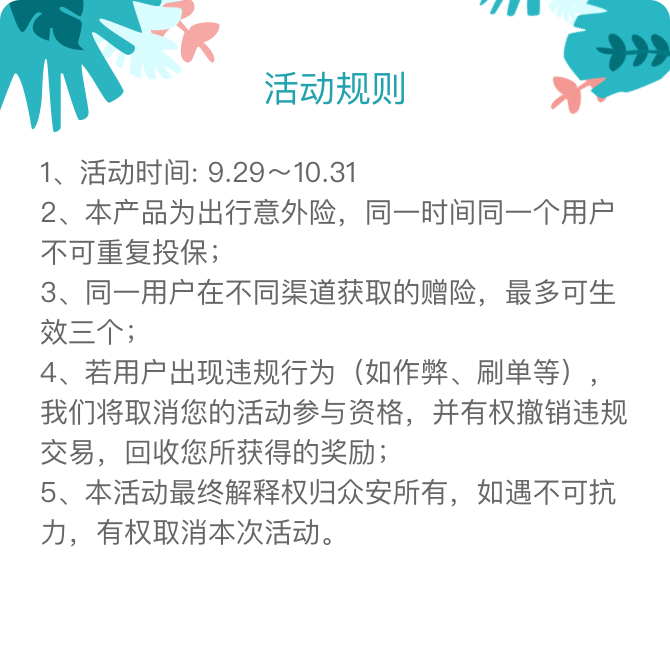 活动规则
1、活动时间: 9.29～10.31
2、本产品为出行意外险，同一时间同一个用户
不可重复投保；
3、同一用户在不同渠道获取的赠险，最多可生
效三个；
4、若用户出现违规行为（如作弊、刷单等），
我们将取消您的活动参与资格，并有权撤销违规
交易，回收您所获得的奖励；
5、本活动最终解释权归众安所有，如遇不可抗
力，有权取消本次活动。